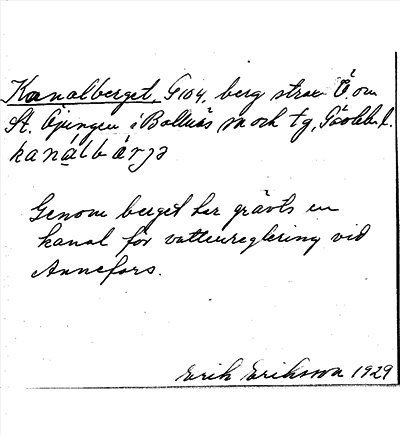 Kanalberget, G104, berg strax Ö om
St. Öjungen i Bollnäs sn och tg, Gävleb. l.
kanalbärjə
Genom berget har grävts en
kanal för vattenreglering vid
Annefors.
Erik Eriksson 1929